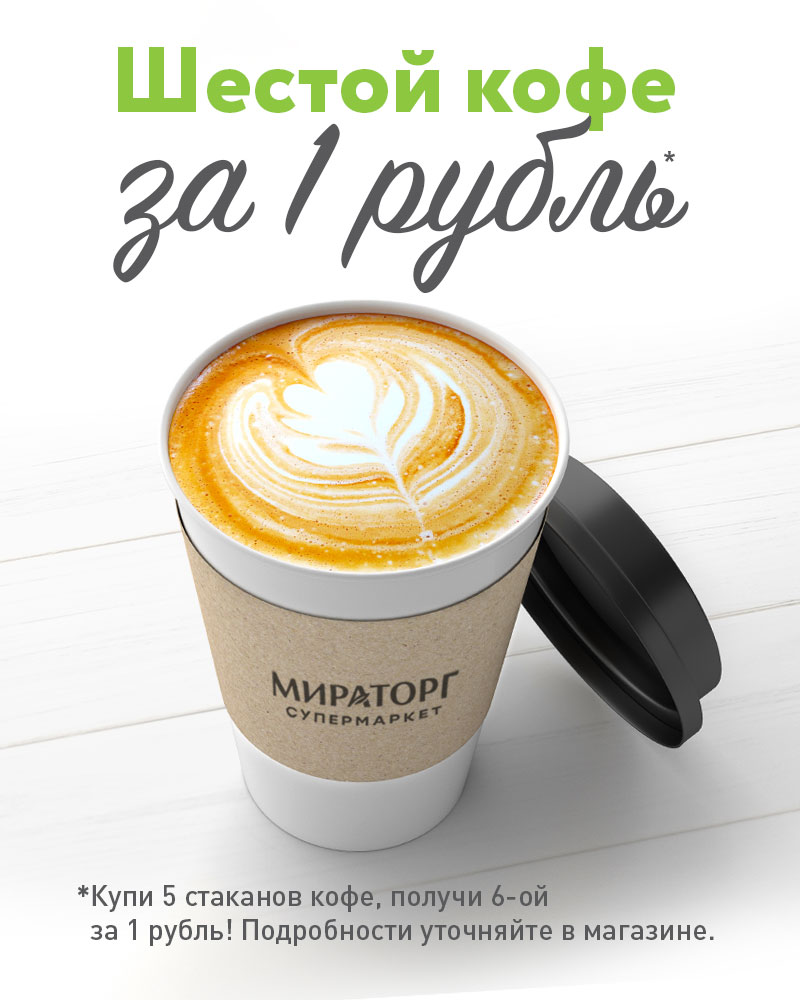 Шестой кофе
за 1 рубль*
МИРАТОРГ
СУПЕРМАРКЕТ
*Купи 5 стаканов кофе, получи 6-ой
за 1 рубль! Подробности уточняйте в магазине.